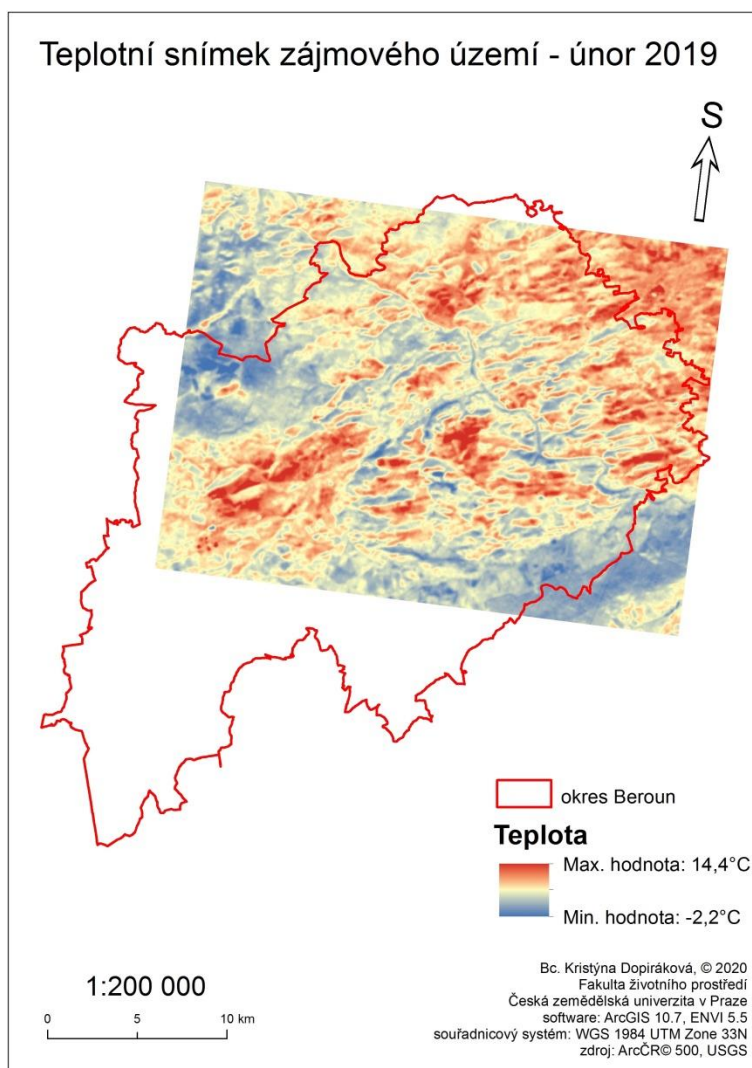 Teplotní snímek zájmového území - únor 2019
S
okres Beroun
Teplota
Max. hodnota: 14,4°C
Min. hodnota: -2,2°C
1:200 000
0 5 10 km
Bc. Kristýna Dopiráková, © 2020
Fakulta životního prostředí
Česká zemědělská univerzita v Praze
software: ArcGIS 10.7, ENVI 5.5
souřadnicový systém: WGS 1984 UTM Zone 33N
zdroj: ArcČR© 500, USGS